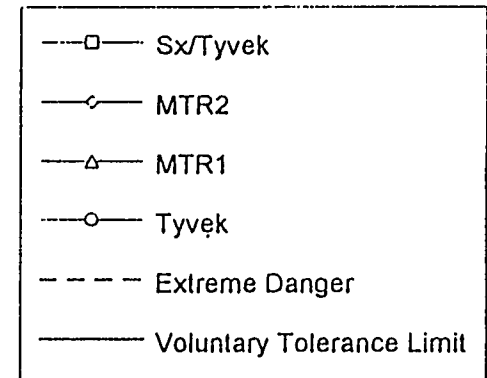 Sx/Tyvek
MTR2
MTR1
Tyvek
Extreme Danger
Voluntary Tolerance Limit